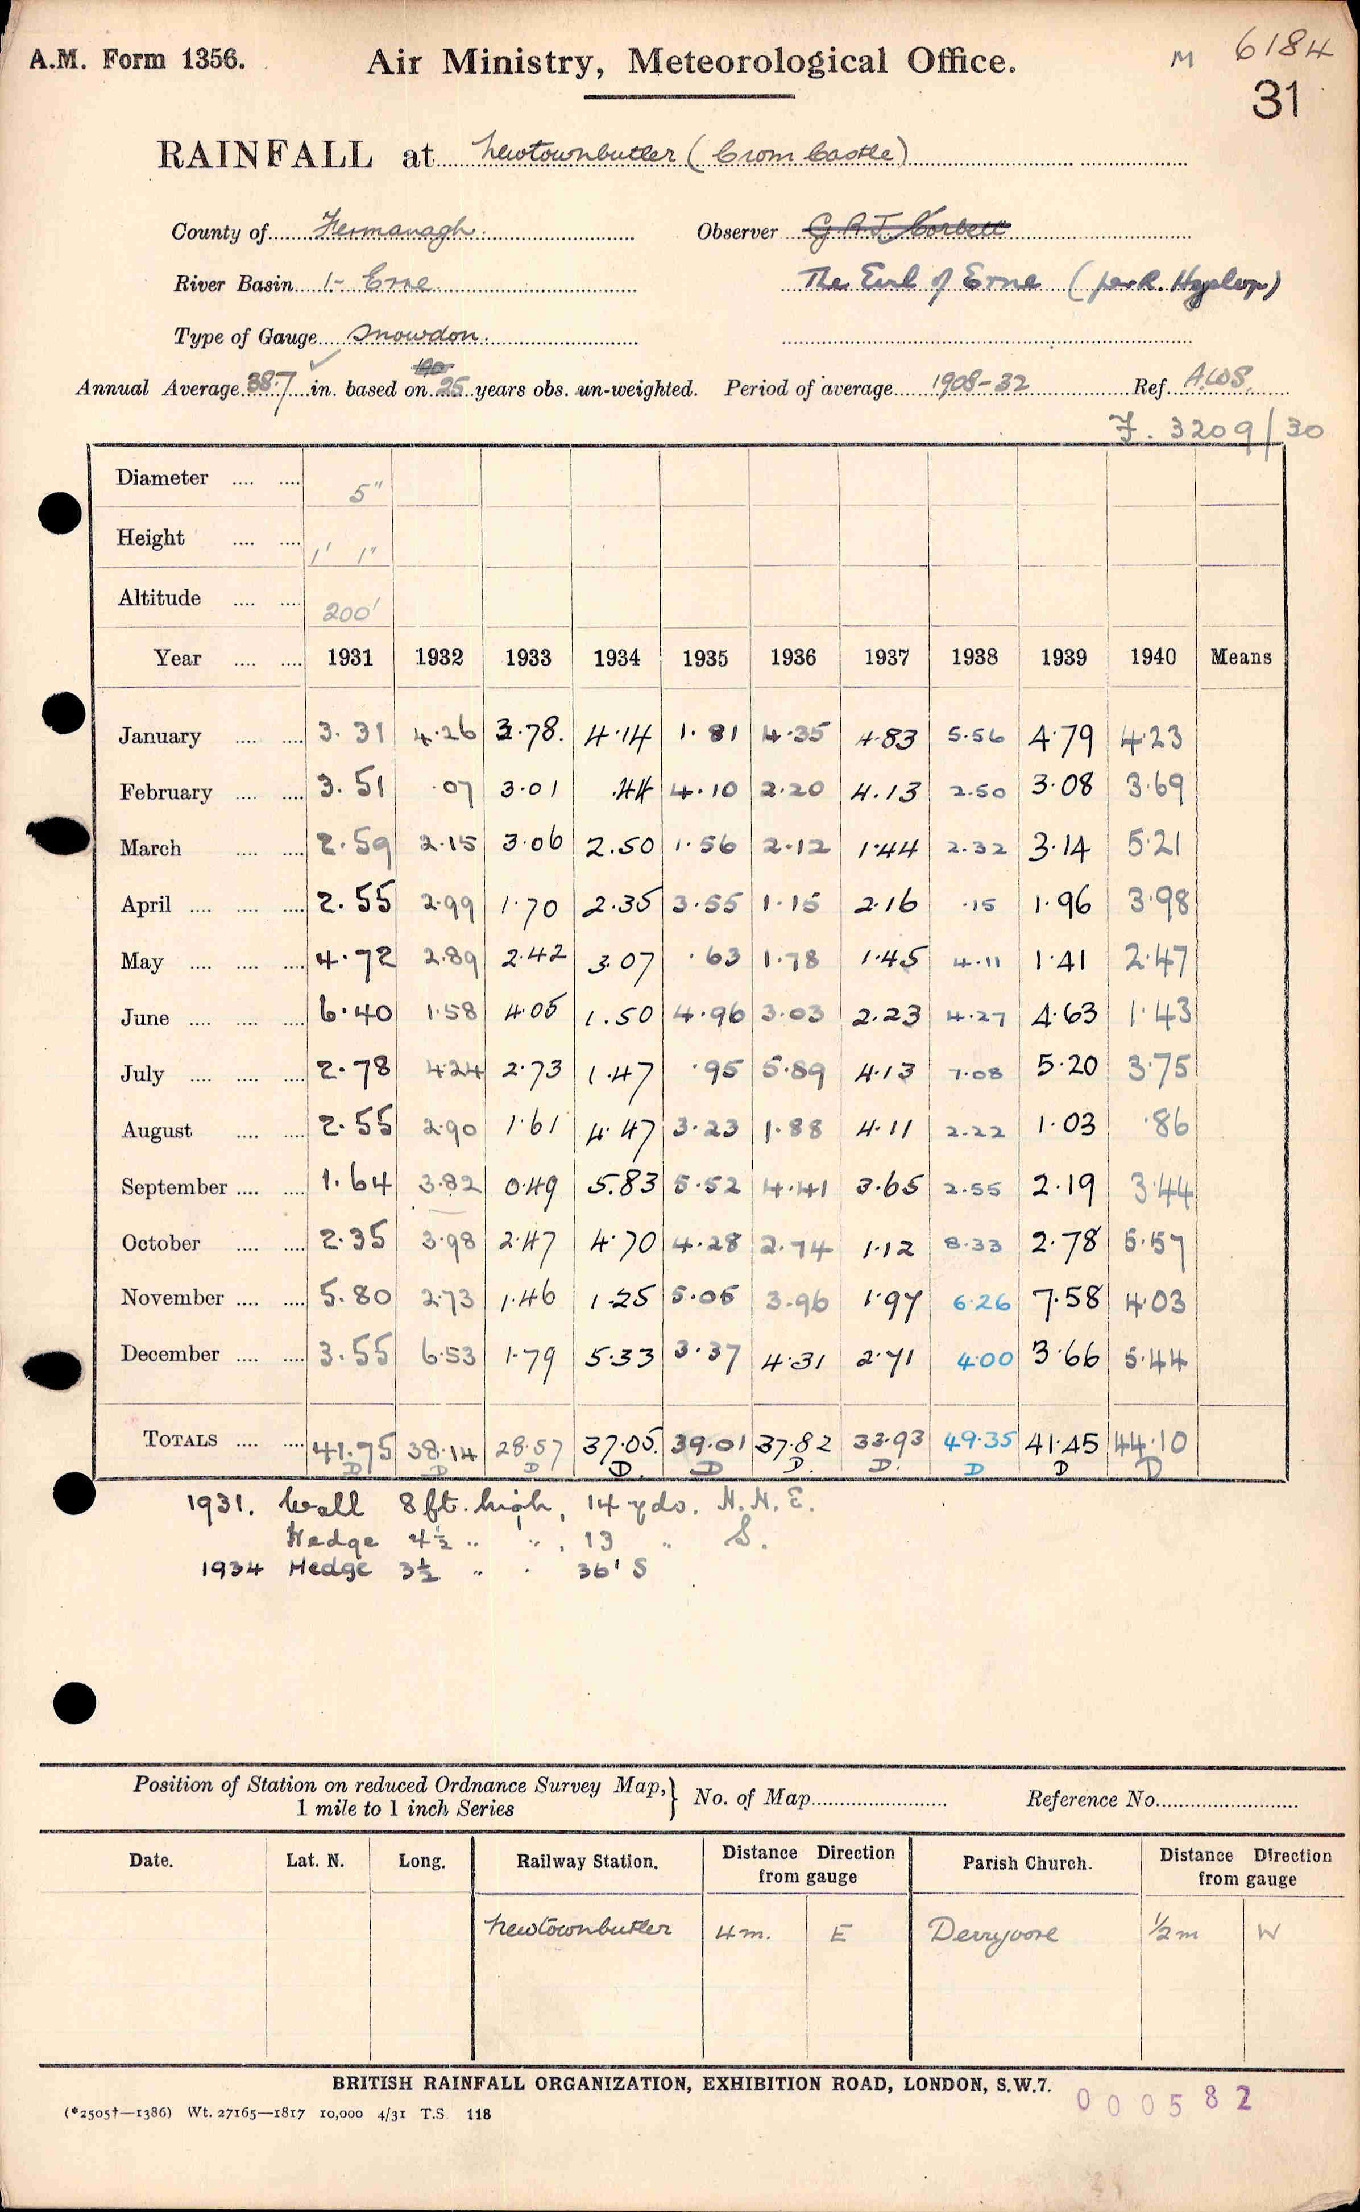 A.M. Form 1356. Air Ministry, Meteorological Office. M 6184
31
RAINFALL at Newtownbutler (Crom Castle)
County of Fermanagh Observer G.R.J. Corbett
River Basin 1- Erne The Earl of Erne (per R. Hyslop)
Type of Gauge Snowdon
Annual Average 38.7 in. based on 25 years obs. un-weighted. Period of average 1908-32 Ref. A.W.S.
F. 3209/30
Diameter .... .... 5"
Height .... .... 1' 1"
Altitude .... .... 200'
Year .... .... 1931 1932 1933 1934 1935 1936 1937 1938 1939 1940 Means
January .... .... 3.31 4.26 3.78. 4.14 1.81 4.35 4.83 5.56 4.79 4.23
February .... .... 3.51 .07 3.01 .44 4.10 2.20 4.13 2.50 3.08 3.69
March .... .... 2.59 2.15 3.06 2.50 1.56 2.12 1.44 2.32 3.14 5.21
April .... .... .... 2.55 2.99 1.70 2.35 3.55 1.15 2.16 .15 1.96 3.98
May .... .... .... 4.72 2.89 2.42 3.07 .63 1.78 1.45 4.11 1.41 2.47
June .... .... .... 6.40 1.58 4.05 1.50 4.96 3.03 2.23 4.27 4.63 1.43
July .... .... .... 2.78 4.24 2.73 1.47 .95 5.89 4.13 7.08 5.20 3.75
August .... .... 2.55 2.90 1.61 4.47 3.23 1.88 4.11 2.22 1.03 .86
September .... .... 1.64 3.82 0.49 5.83 5.52 4.41 3.65 2.55 2.19 3.44
October .... .... 2.35 3.98 2.47 4.70 4.28 2.74 1.12 8.33 2.78 5.57
November .... .... 5.80 2.73 1.46 1.25 5.05 3.96 1.97 6.26 7.58 4.03
December .... .... 3.55 6.53 1.79 5.33 3.37 4.31 2.71 4.00 3.66 5.44
TOTALS .... .... 41.75 38.14 28.57 37.05. 39.01 37.82 33.93 49.35 41.45 44.10
D D D D. D D. D. D D D
1931. Wall 8 ft. high, 14 yds. N.N.E.
Hedge 4½ " " , 13 " S.
1934 Hedge 3½ " " 36' S
Position of Station on reduced Ordnance Survey Map, } No. of Map Reference No.
1 mile to 1 inch Series
Date. Lat. N. Long. Railway Station. Distance Direction from gauge Parish Church. Distance Direction from gauge
Newtownbutler 4m. E Derryvore ½m W
BRITISH RAINFALL ORGANIZATION, EXHIBITION ROAD, LONDON, S.W.7.
(*2505†—1386) Wt. 27165—1817 10,000 4/31 T.S. 118
000582